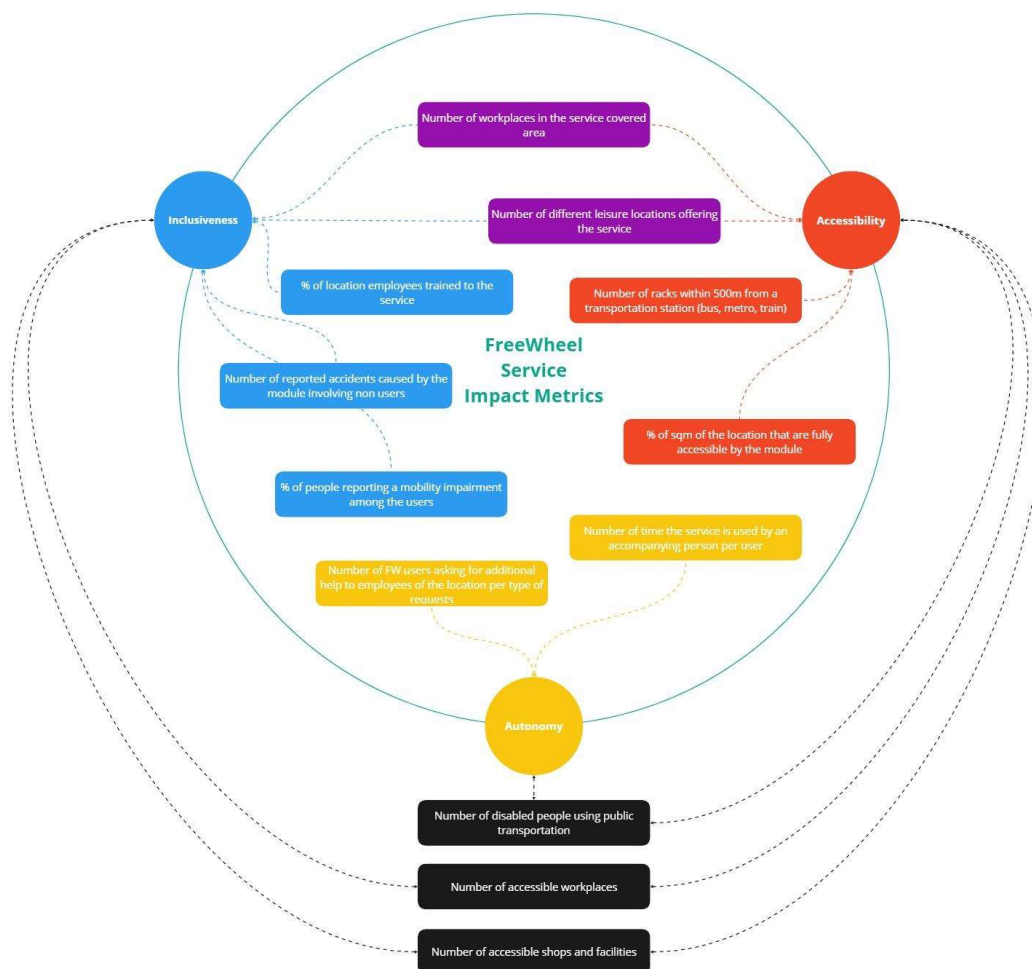 Number of workplaces in the service covered
area
Inclusiveness
Number of different leisure locations offering
the service
Accessibility
% of location employees trained to the
service
Number of racks within 500m from a
transportation station (bus, metro, train)
FreeWheel
Service
Impact Metrics
Number of reported accidents caused by the
module involving non users
% of sqm of the location that are fully
accessible by the module
% of people reporting a mobility impairment
among the users
Number of time the service is used by an
accompanying person per user
Number of FW users asking for additional
help to employees of the location per type of
requests
Autonomy
Number of disabled people using public
transportation
Number of accessible workplaces
Number of accessible shops and facilities